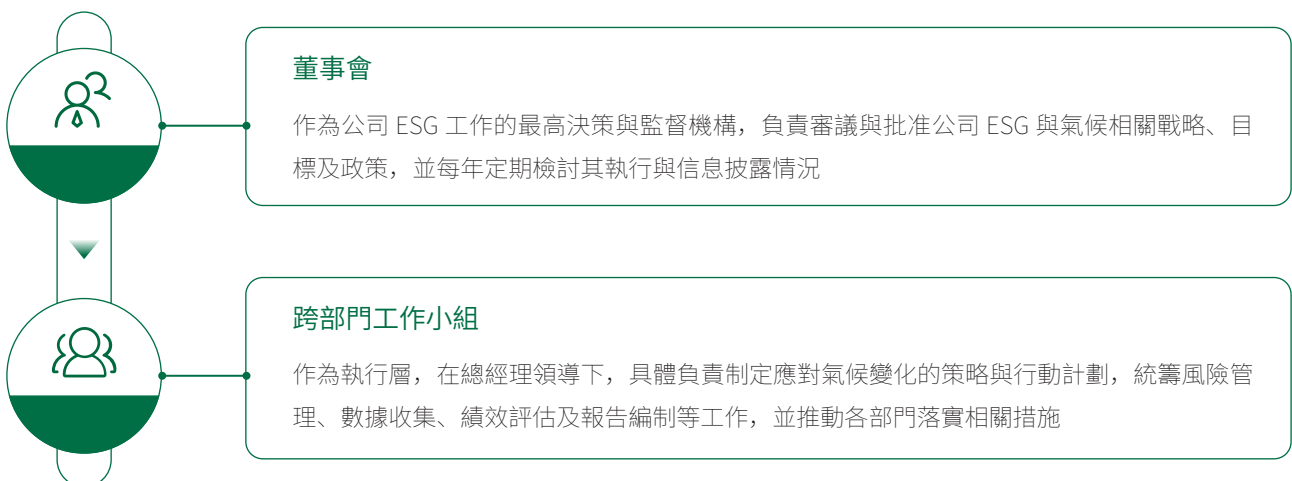 董事會
作為公司 ESG 工作的最高決策與監督機構，負責審議與批准公司 ESG 與氣候相關戰略、目
標及政策，並每年定期檢討其執行與信息披露情況
跨部門工作小組
作為執行層，在總經理領導下，具體負責制定應對氣候變化的策略與行動計劃，統籌風險管
理、數據收集、績效評估及報告編制等工作，並推動各部門落實相關措施